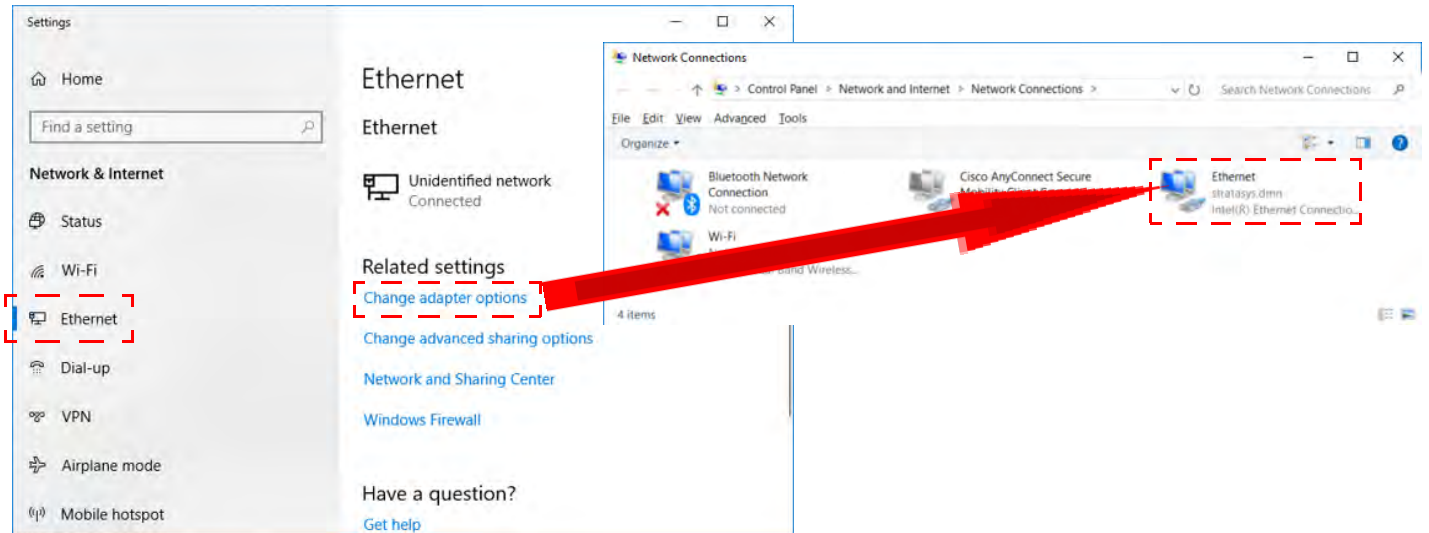 Settings
Home
Find a setting
Network & Internet
Status
Wi-Fi
Ethernet
Dial-up
VPN
Airplane mode
Mobile hotspot
Ethernet
Ethernet
Unidentified network
Connected
Related settings
Change adapter options
Change advanced sharing options
Network and Sharing Center
Windows Firewall
Have a question?
Get help
Network Connections
> Control Panel > Network and Internet > Network Connections >
Search Network Connections
File Edit View Advanced Tools
Organize
Bluetooth Network
Connection
Not connected
Cisco AnyConnect Secure
Mobility Client
Ethernet
stratasys.dmn
Intel(R) Ethernet Connectio...
Wi-Fi
Band Wireless...
4 items